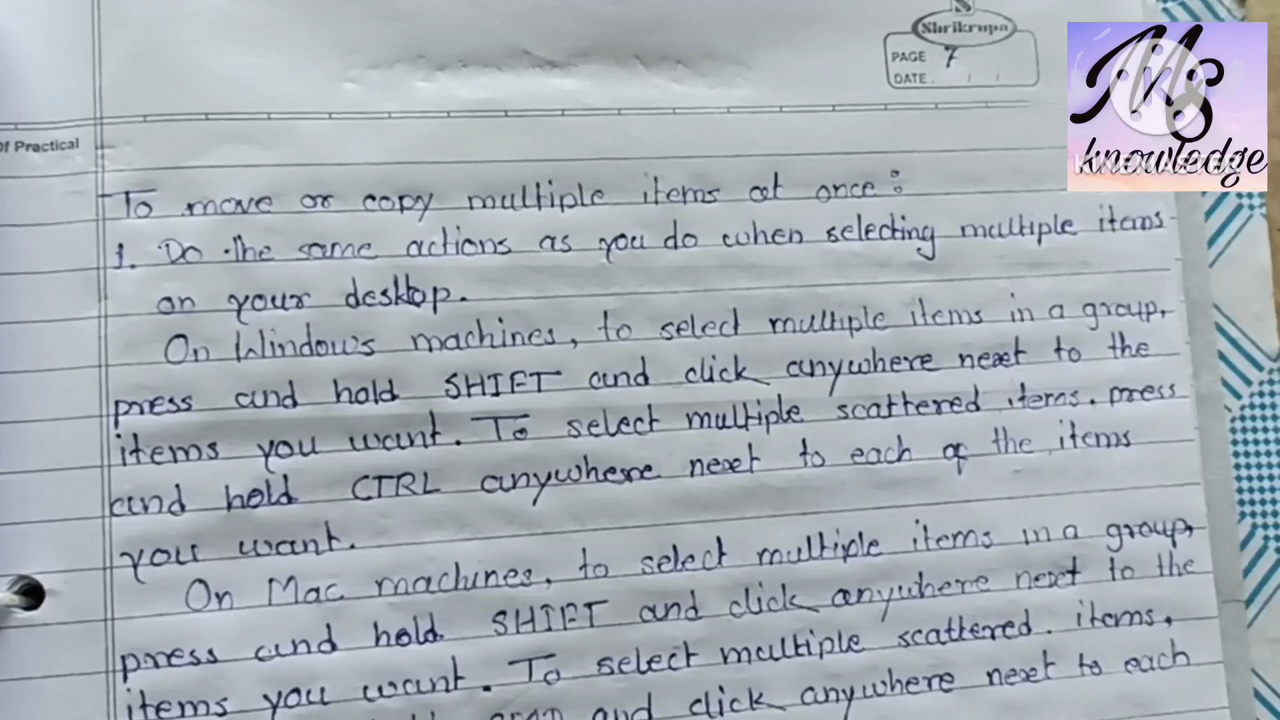 Shrikrupa
PAGE 7
DATE. / /
Of Practical
MS
knowledge
To move or copy multiple items at once:
1. Do the same actions as you do when selecting multiple items
on your desktop.
On Windows machines, to select multiple items in a group,
press and hold SHIFT and click anywhere next to the
items you want. To select multiple scattered items. press
and hold CTRL anywhere next to each of the items
you want.
On Mac machines, to select multiple items in a group,
press and hold SHIFT and click anywhere next to the
items you want. To select multiple scattered. items,
and click anywhere next to each